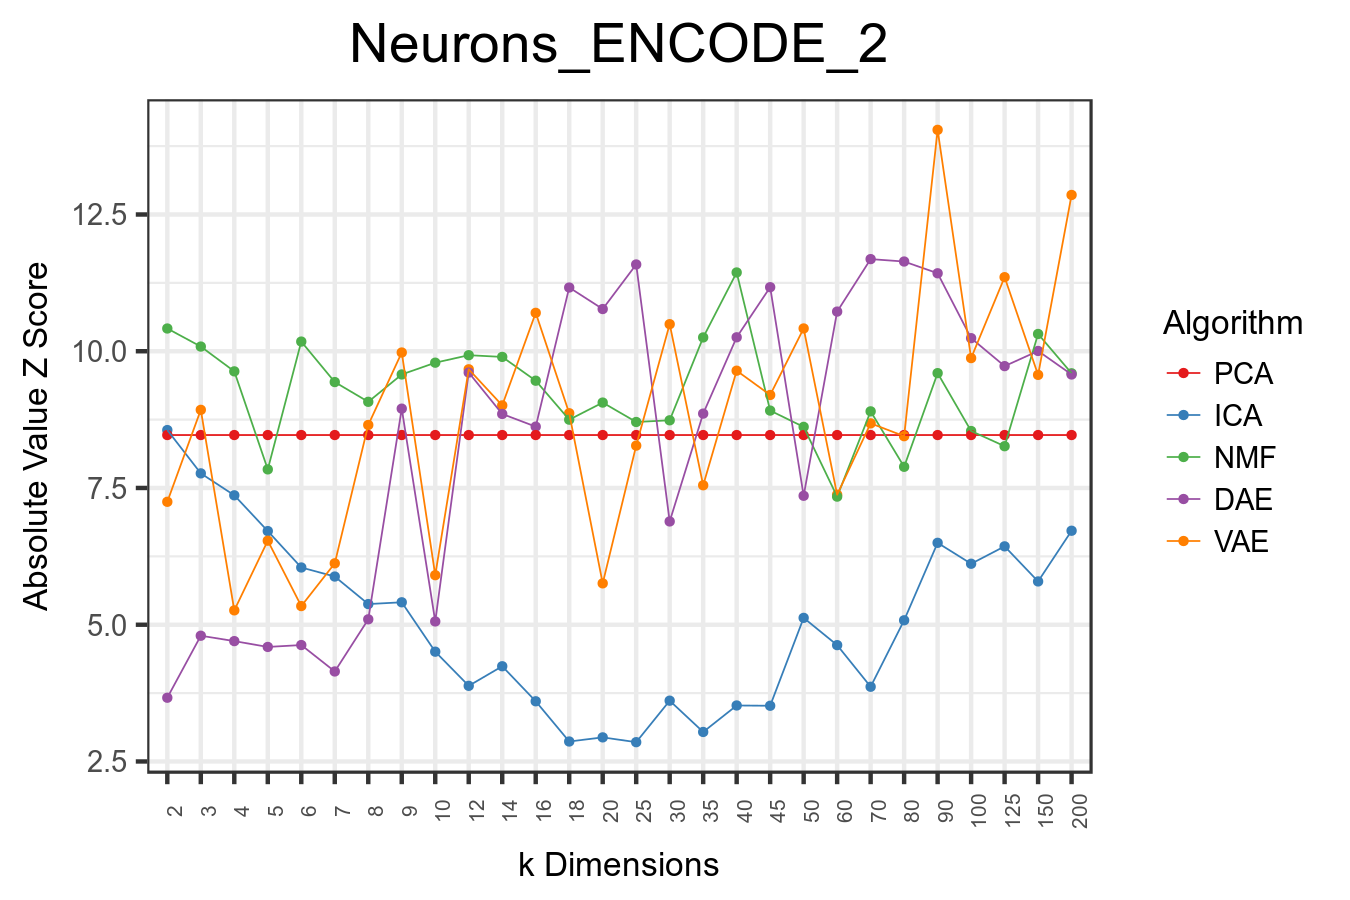 Neurons_ENCODE_2
Absolute Value Z Score
12.5
10.0
7.5
5.0
2.5
2 3 4 5 6 7 8 9 10 12 14 16 18 20 25 30 35 40 45 50 60 70 80 90 100 125 150 200
k Dimensions
Algorithm
PCA
ICA
NMF
DAE
VAE